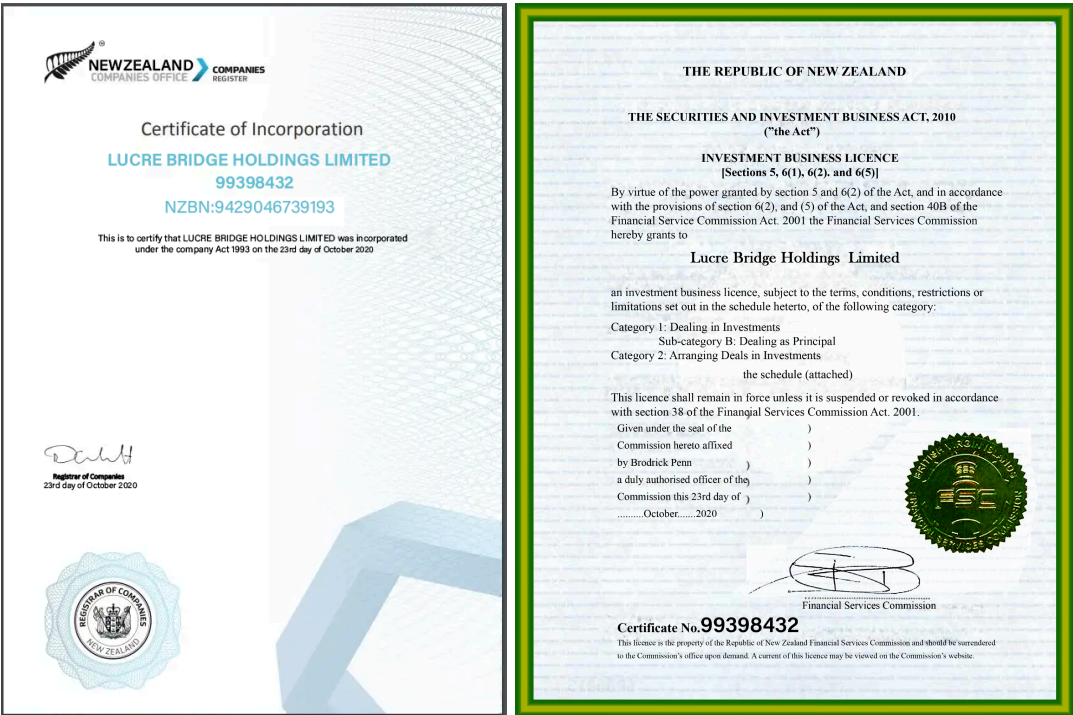 NEWZEALAND
COMPANIES OFFICE
COMPANIES
REGISTER
Certificate of Incorporation
LUCRE BRIDGE HOLDINGS LIMITED
99398432
NZBN:9429046739193
This is to certify that LUCRE BRIDGE HOLDINGS LIMITED was incorporated
under the company Act 1993 on the 23rd day of October 2020
Registrar of Companies
23rd day of October 2020
REGISTRAR OF COMPANIES
NEW ZEALAND
THE REPUBLIC OF NEW ZEALAND
THE SECURITIES AND INVESTMENT BUSINESS ACT, 2010
("the Act")
INVESTMENT BUSINESS LICENCE
[Sections 5, 6(1), 6(2). and 6(5)]
By virtue of the power granted by section 5 and 6(2) of the Act, and in accordance
with the provisions of section 6(2), and (5) of the Act, and section 40B of the
Financial Service Commission Act. 2001 the Financial Services Commission
hereby grants to
Lucre Bridge Holdings Limited
an investment business licence, subject to the terms, conditions, restrictions or
limitations set out in the schedule heterto, of the following category:
Category 1: Dealing in Investments
Sub-category B: Dealing as Principal
Category 2: Arranging Deals in Investments
the schedule (attached)
This licence shall remain in force unless it is suspended or revoked in accordance
with section 38 of the Financial Services Commission Act. 2001.
Given under the seal of the )
Commission hereto affixed )
by Brodrick Penn ) )
a duly authorised officer of the ) )
Commission this 23rd day of ) )
..........October.......2020 )
FSC
Financial Services Commission
Certificate No.99398432
This licence is the property of the Republic of New Zealand Financial Services Commission and should be surrendered
to the Commission's office upon demand. A current of this licence may be viewed on the Commission's website.